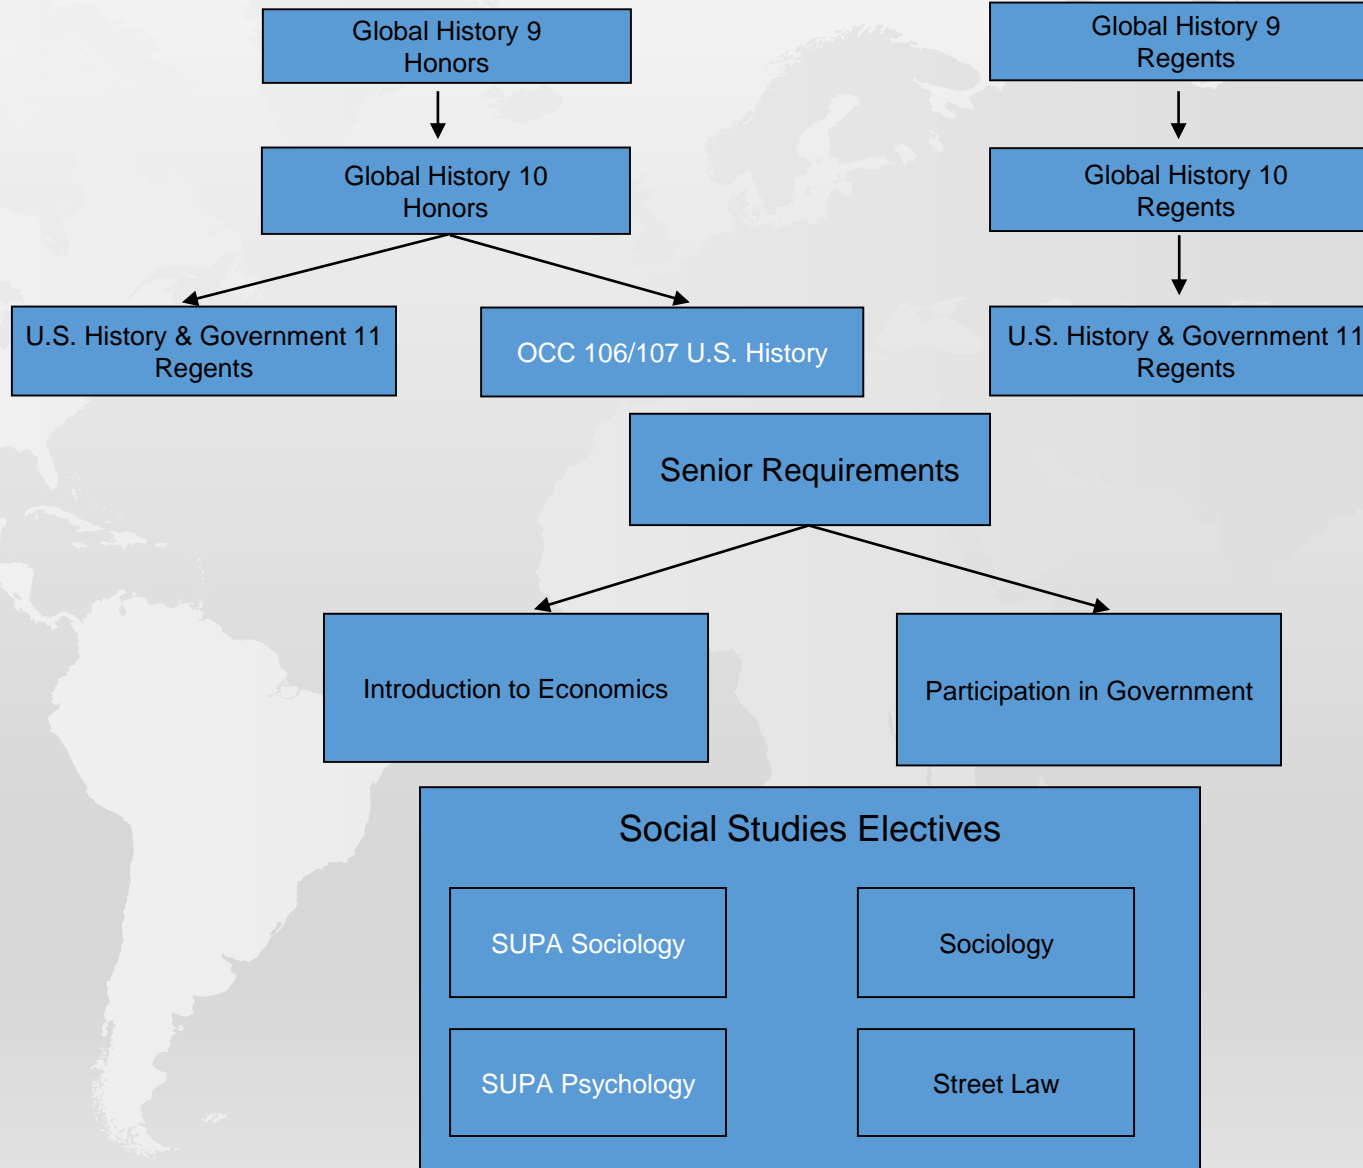 Global History 9
Honors
Global History 9
Regents
Global History 10
Honors
Global History 10
Regents
U.S. History & Government 11
Regents
OCC 106/107 U.S. History
U.S. History & Government 11
Regents
Senior Requirements
Introduction to Economics
Participation in Government
Social Studies Electives
SUPA Sociology
Sociology
SUPA Psychology
Street Law